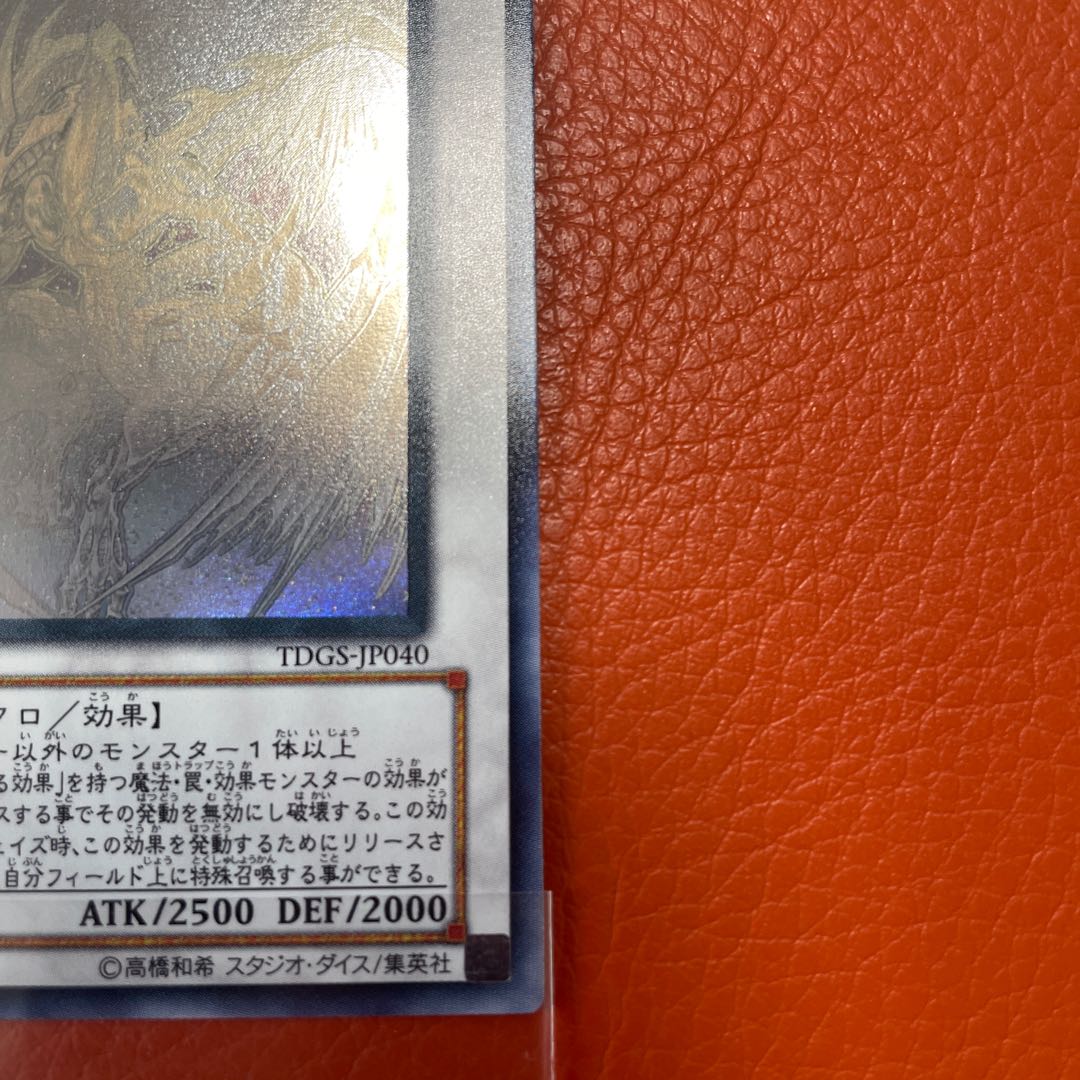 TDGS-JP040
クロ／効果】
ー以外のモンスター１体以上
る効果」を持つ魔法・罠・効果モンスターの効果が
スする事でその発動を無効にし破壊する。この効
ェイズ時、この効果を発動するためにリリースさ
自分フィールド上に特殊召喚する事ができる。
ATK/2500 DEF/2000
©高橋和希 スタジオ・ダイス/集英社